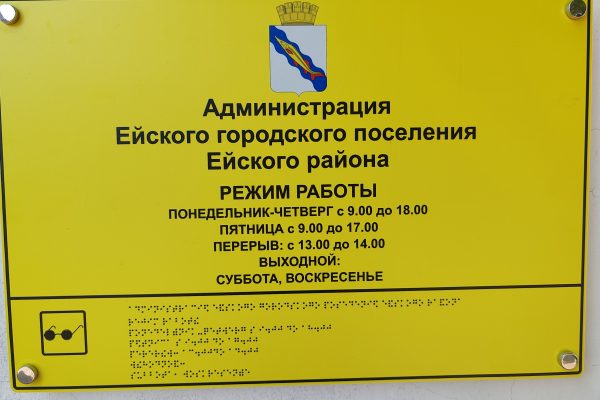 Администрация
Ейского городского поселения
Ейского района
РЕЖИМ РАБОТЫ
ПОНЕДЕЛЬНИК-ЧЕТВЕРГ с 9.00 до 18.00
ПЯТНИЦА с 9.00 до 17.00
ПЕРЕРЫВ: с 13.00 до 14.00
ВЫХОДНОЙ:
СУББОТА, ВОСКРЕСЕНЬЕ